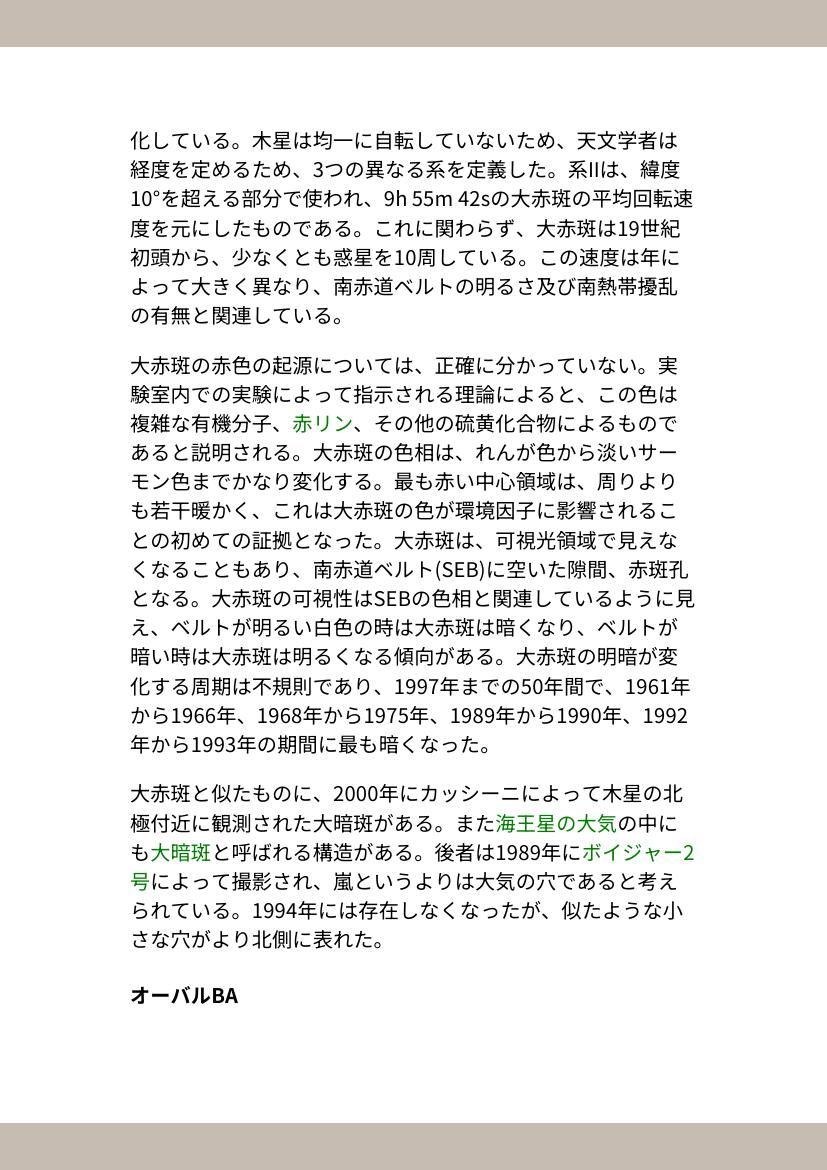 化している。木星は均一に自転していないため、天文学者は
経度を定めるため、3つの異なる系を定義した。系IIは、緯度
10°を超える部分で使われ、9h 55m 42sの大赤斑の平均回転速
度を元にしたものである。これに関わらず、大赤斑は19世紀
初頭から、少なくとも惑星を10周している。この速度は年に
よって大きく異なり、南赤道ベルトの明るさ及び南熱帯擾乱
の有無と関連している。
大赤斑の赤色の起源については、正確に分かっていない。実
験室内での実験によって指示される理論によると、この色は
複雑な有機分子、赤リン、その他の硫黄化合物によるもので
あると説明される。大赤斑の色相は、れんが色から淡いサー
モン色までかなり変化する。最も赤い中心領域は、周りより
も若干暖かく、これは大赤斑の色が環境因子に影響されるこ
との初めての証拠となった。大赤斑は、可視光領域で見えな
くなることもあり、南赤道ベルト(SEB)に空いた隙間、赤斑孔
となる。大赤斑の可視性はSEBの色相と関連しているように見
え、ベルトが明るい白色の時は大赤斑は暗くなり、ベルトが
暗い時は大赤斑は明るくなる傾向がある。大赤斑の明暗が変
化する周期は不規則であり、1997年までの50年間で、1961年
から1966年、1968年から1975年、1989年から1990年、1992
年から1993年の期間に最も暗くなった。
大赤斑と似たものに、2000年にカッシーニによって木星の北
極付近に観測された大暗斑がある。また海王星の大気の中に
も大暗斑と呼ばれる構造がある。後者は1989年にボイジャー2
号によって撮影され、嵐というよりは大気の穴であると考え
られている。1994年には存在しなくなったが、似たような小
さな穴がより北側に表れた。
オーバルBA